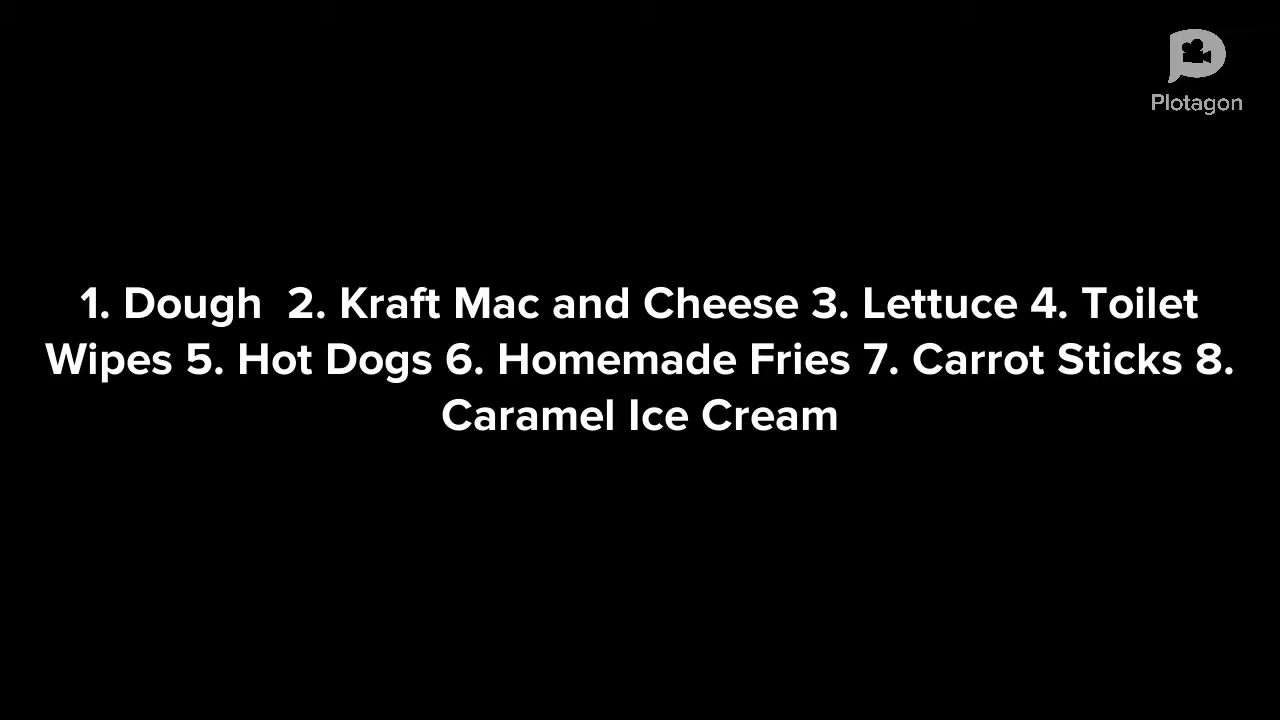 Plotagon
1. Dough  2. Kraft Mac and Cheese 3. Lettuce 4. Toilet
Wipes 5. Hot Dogs 6. Homemade Fries 7. Carrot Sticks 8.
Caramel Ice Cream